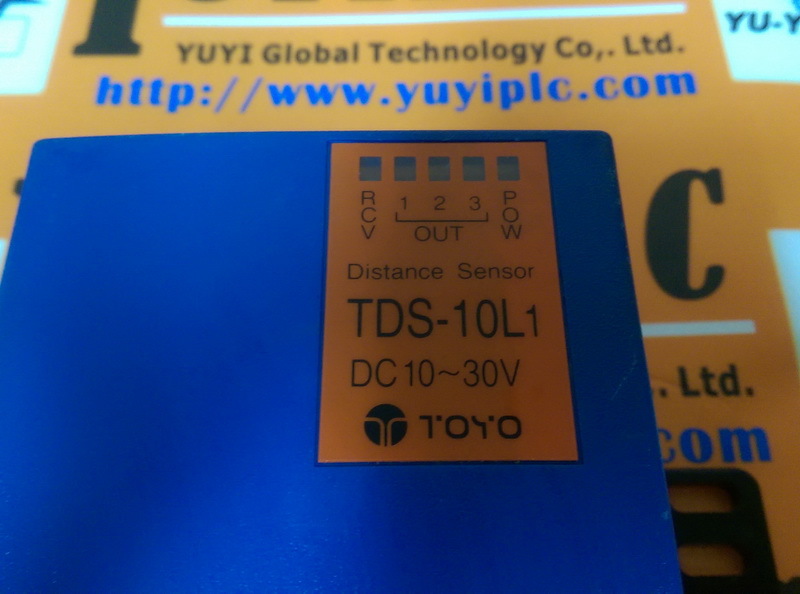 YUYI Global Technology Co,. Ltd.
YU-Y
http://www.yuyiplc.com
RCV 1 2 3 POW
OUT
C
Distance Sensor
TDS-10L1
DC10~30V
. Ltd.
TOYO
com